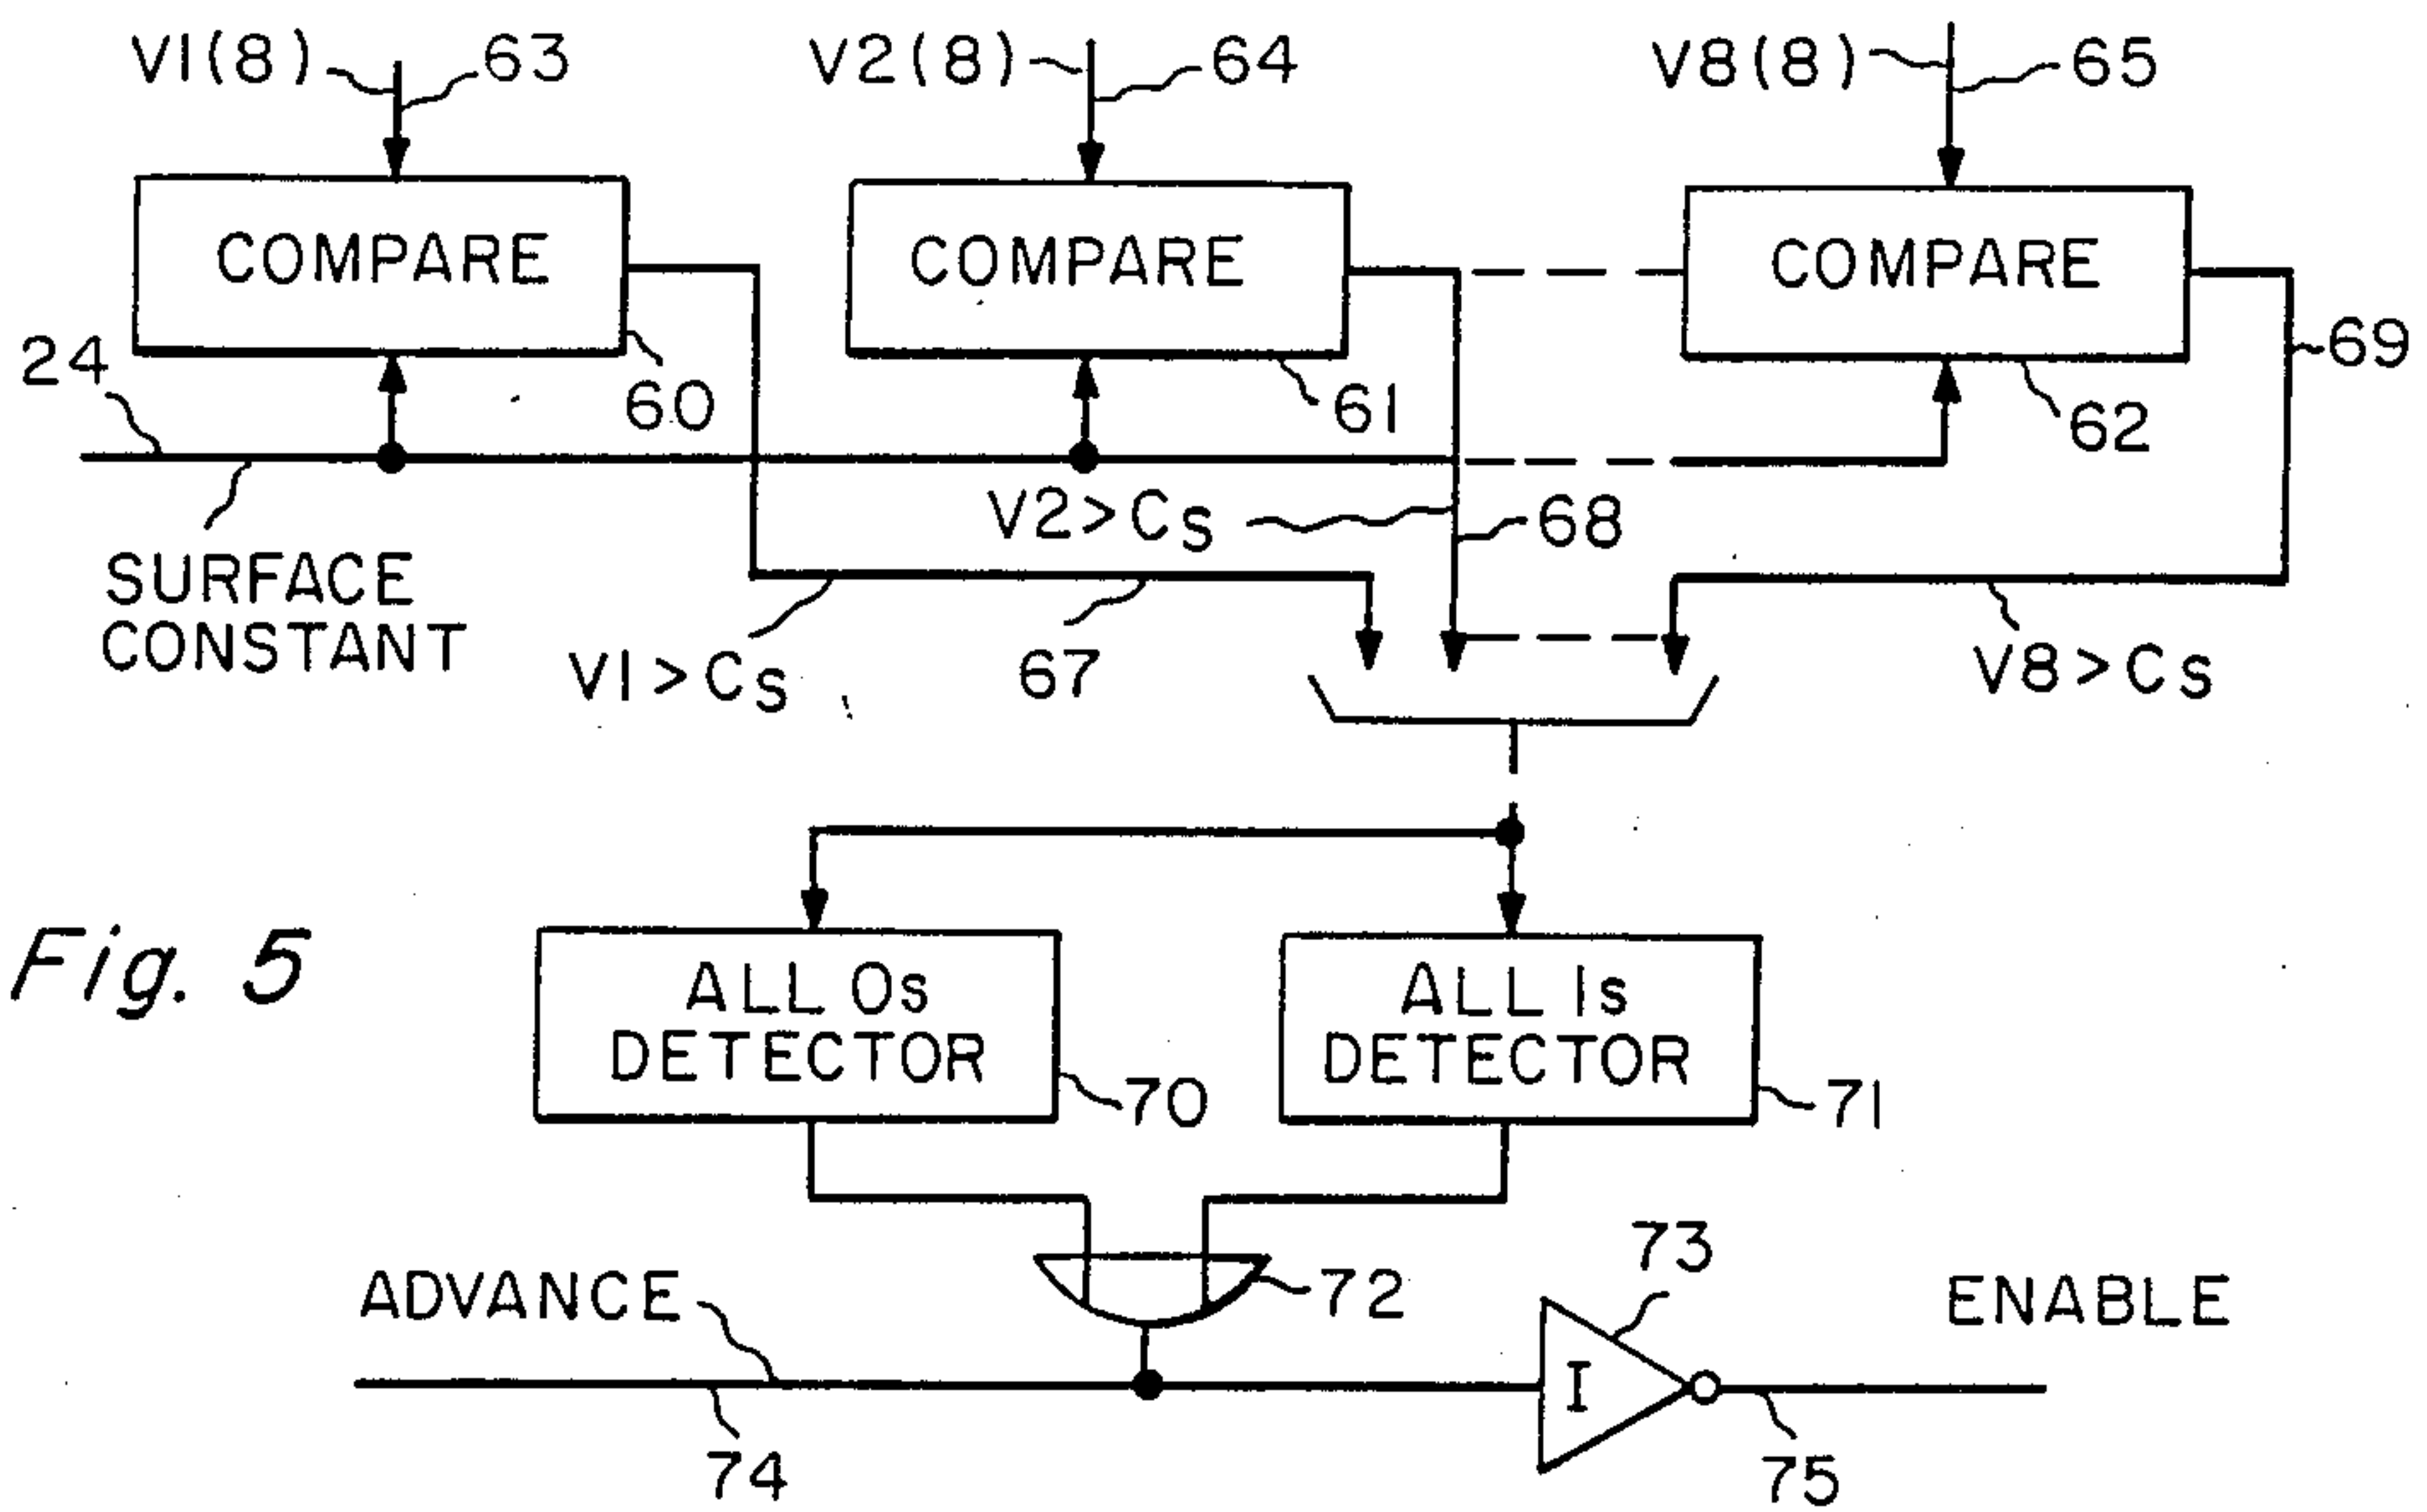 V1(8) 63 V2(8) 64 V8(8) 65
COMPARE COMPARE COMPARE
24 60 61 62 69
V2>Cs 68
SURFACE
CONSTANT
V1>Cs 67 V8>Cs
Fig. 5
ALL 0s
DETECTOR
70
ALL 1s
DETECTOR
71
72 73
ADVANCE ENABLE
I
74 75